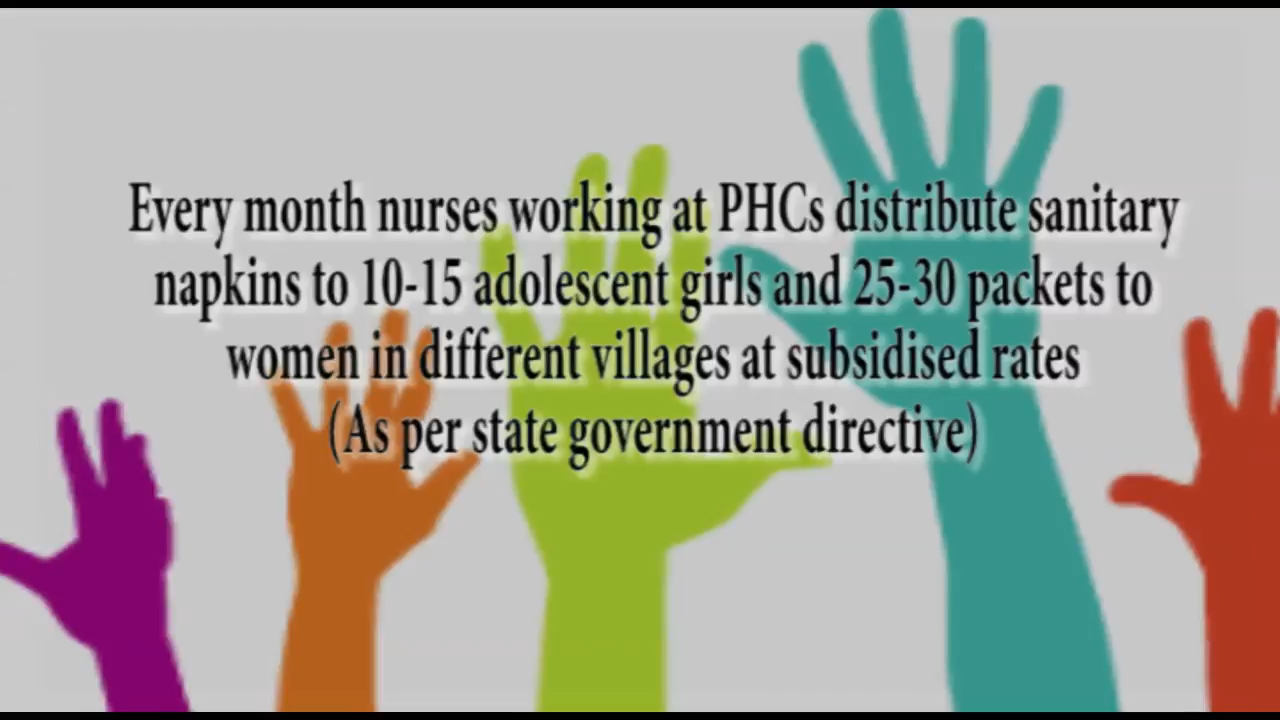 Every month nurses working at PHCs distribute sanitary
napkins to 10-15 adolescent girls and 25-30 packets to
women in different villages at subsidised rates
(As per state government directive)